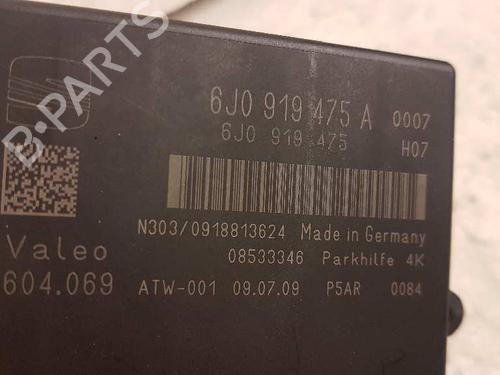 B-PARTS
6J0 919 475 A 0007
6J0 919 475 H07
N303/0918813624 Made in Germany
Valeo 08533346 Parkhilfe 4K
604.069 ATW-001 09.07.09 P5AR 0084